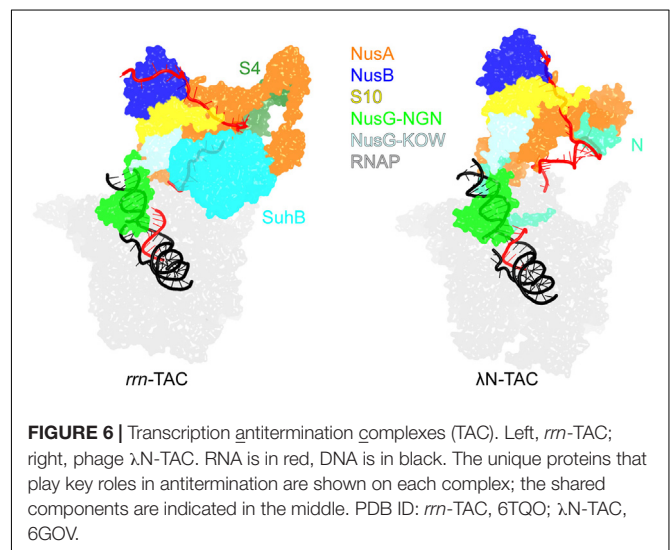 S4
NusA
NusB
S10
NusG-NGN
NusG-KOW
RNAP
N
SuhB
rrn-TAC
λN-TAC
FIGURE 6 | Transcription antitermination complexes (TAC). Left, rrn-TAC;
right, phage λN-TAC. RNA is in red, DNA is in black. The unique proteins that
play key roles in antitermination are shown on each complex; the shared
components are indicated in the middle. PDB ID: rrn-TAC, 6TQO; λN-TAC,
6GOV.